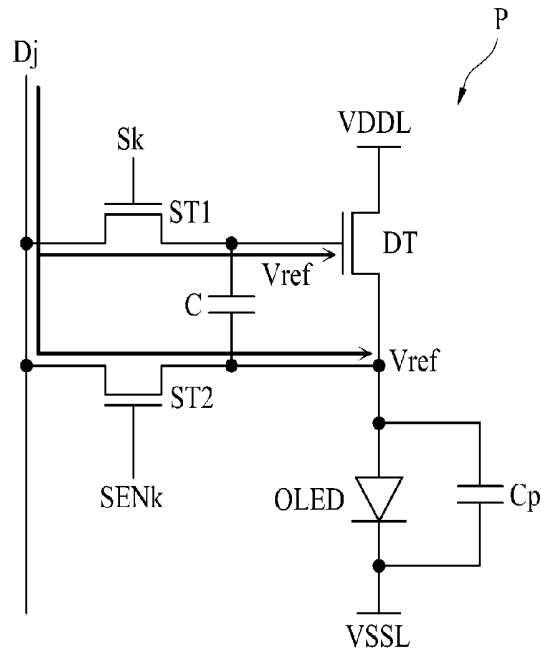 P
Dj
VDDL
Sk
ST1
DT
Vref
C
Vref
ST2
SENk
OLED
Cp
VSSL